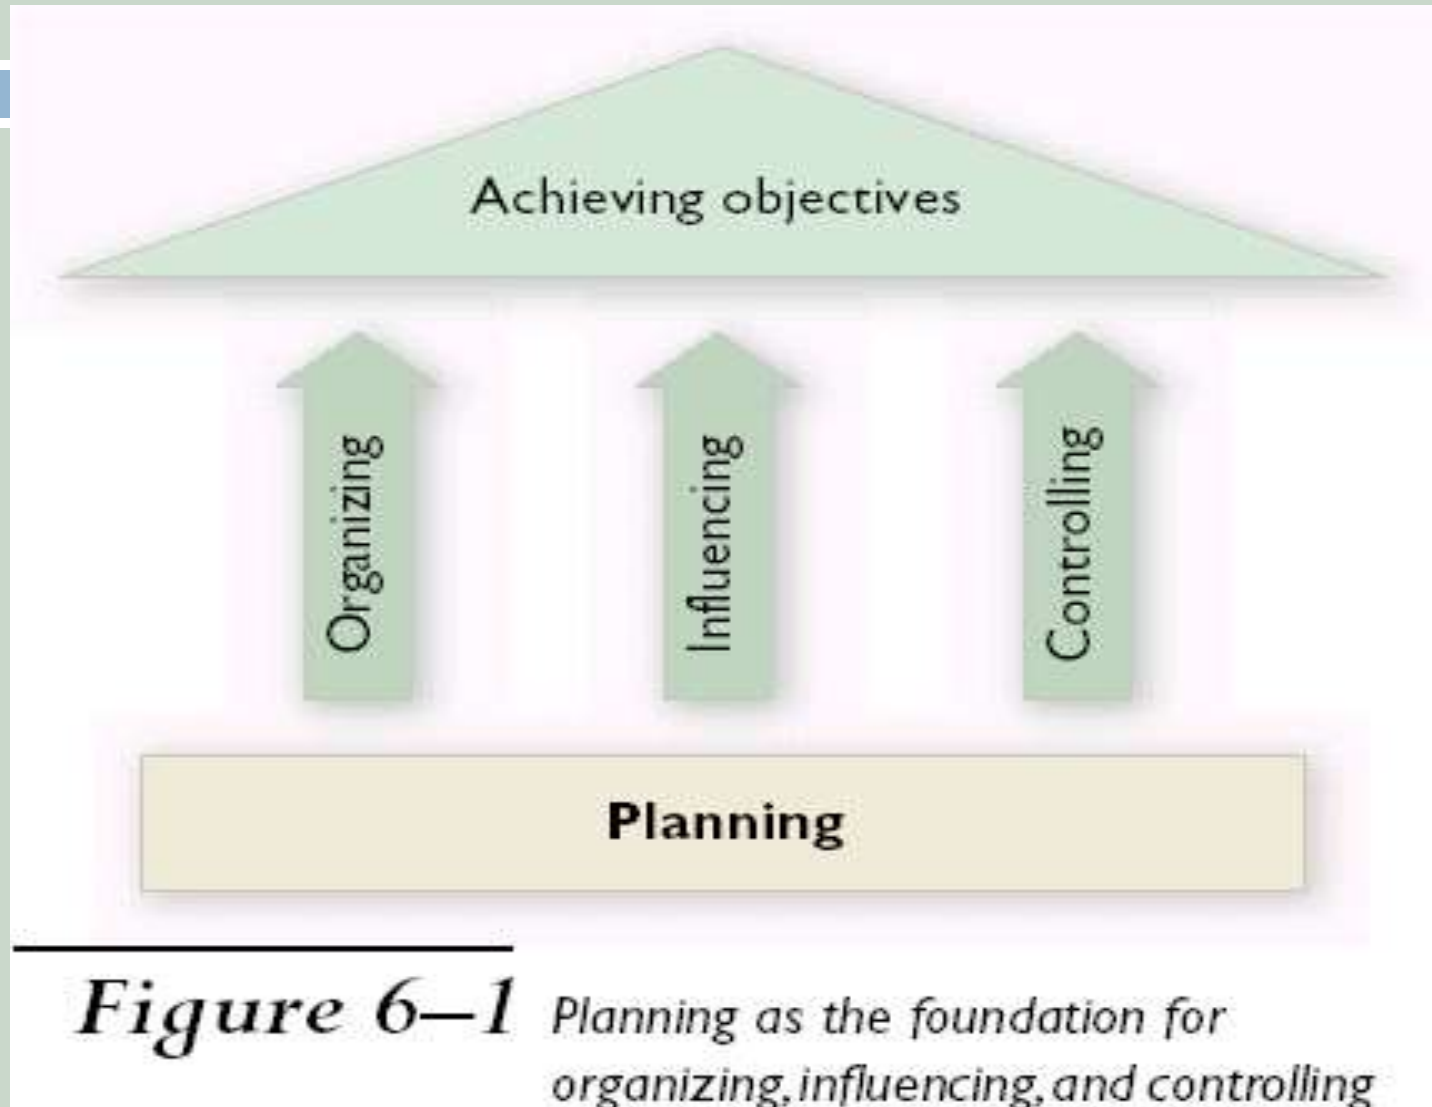 Achieving objectives
Organizing
Influencing
Controlling
Planning
Figure 6–1 Planning as the foundation for
organizing, influencing, and controlling